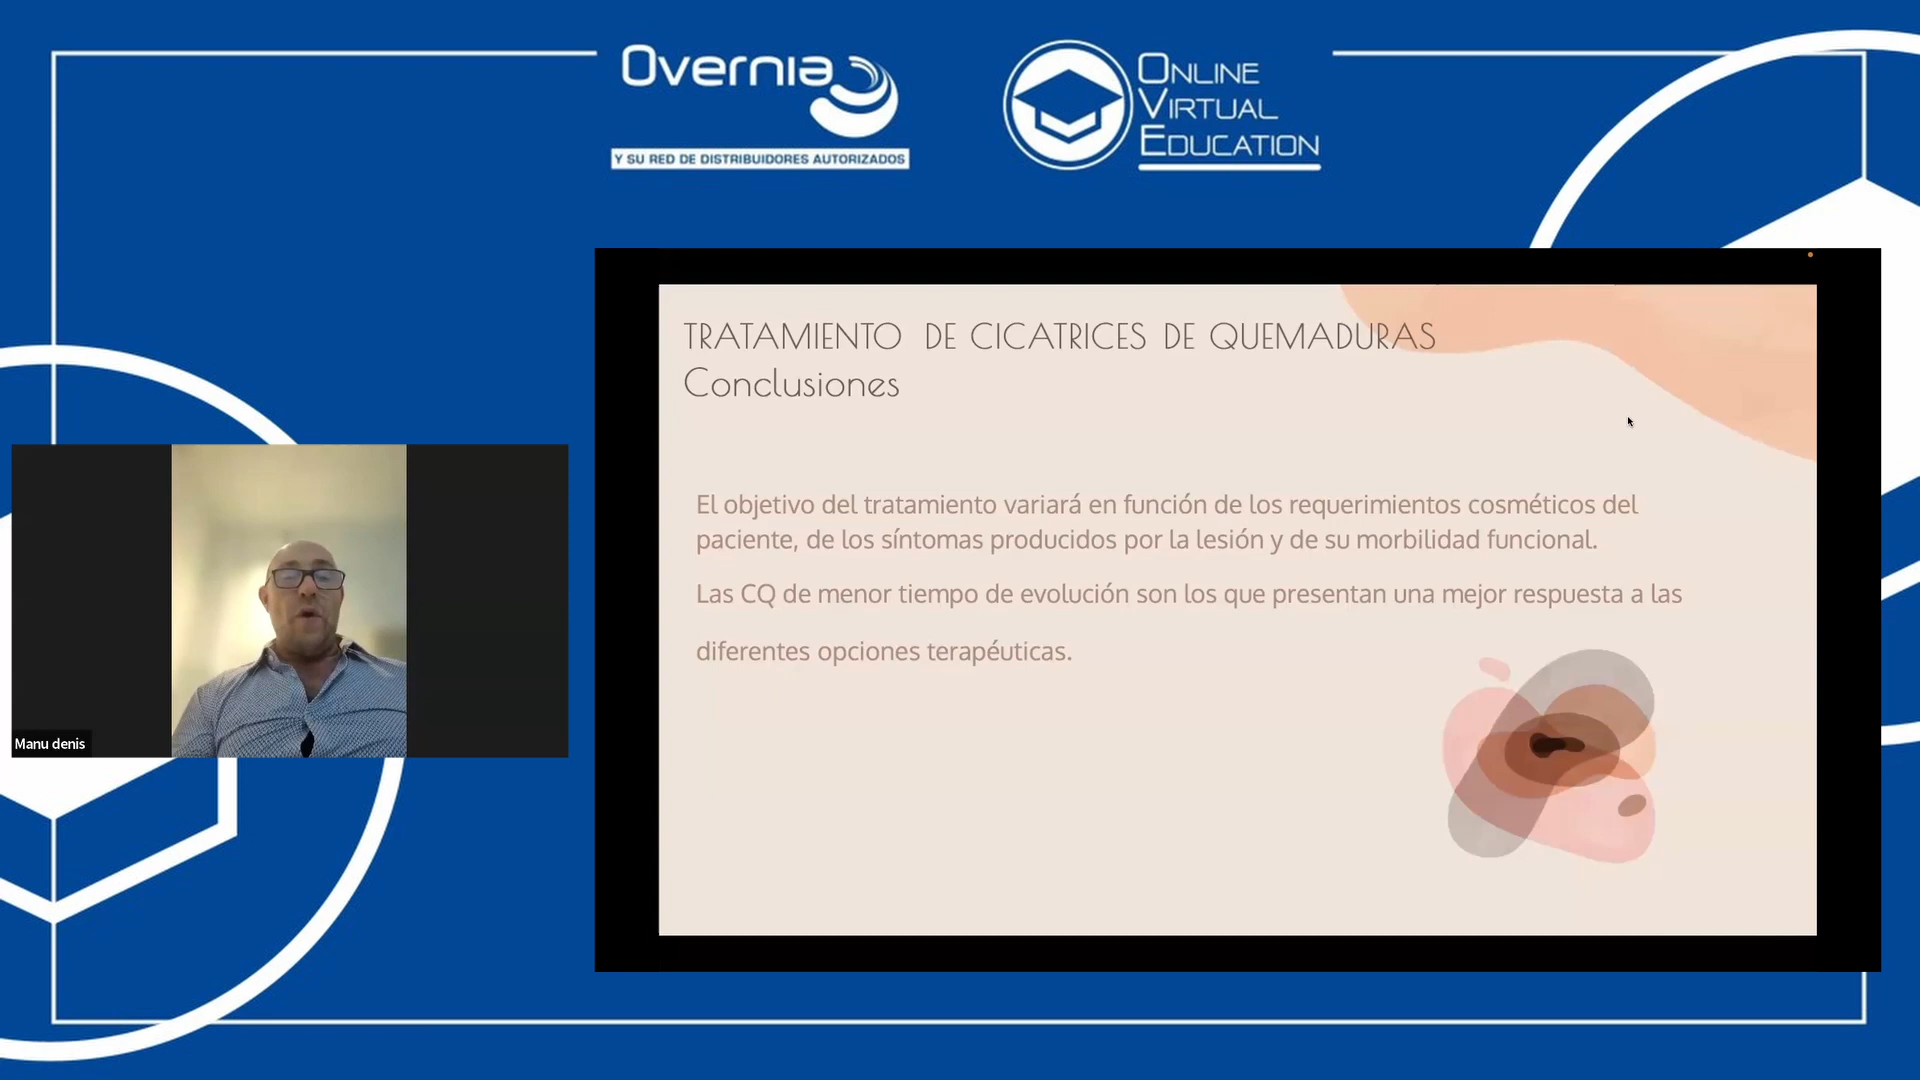 Overnia
Y SU RED DE DISTRIBUIDORES AUTORIZADOS
ONLINE
VIRTUAL
EDUCATION
TRATAMIENTO DE CICATRICES DE QUEMADURAS
Conclusiones
El objetivo del tratamiento variará en función de los requerimientos cosméticos del
paciente, de los síntomas producidos por la lesión y de su morbilidad funcional.
Las CQ de menor tiempo de evolución son los que presentan una mejor respuesta a las
diferentes opciones terapéuticas.
Manu denis